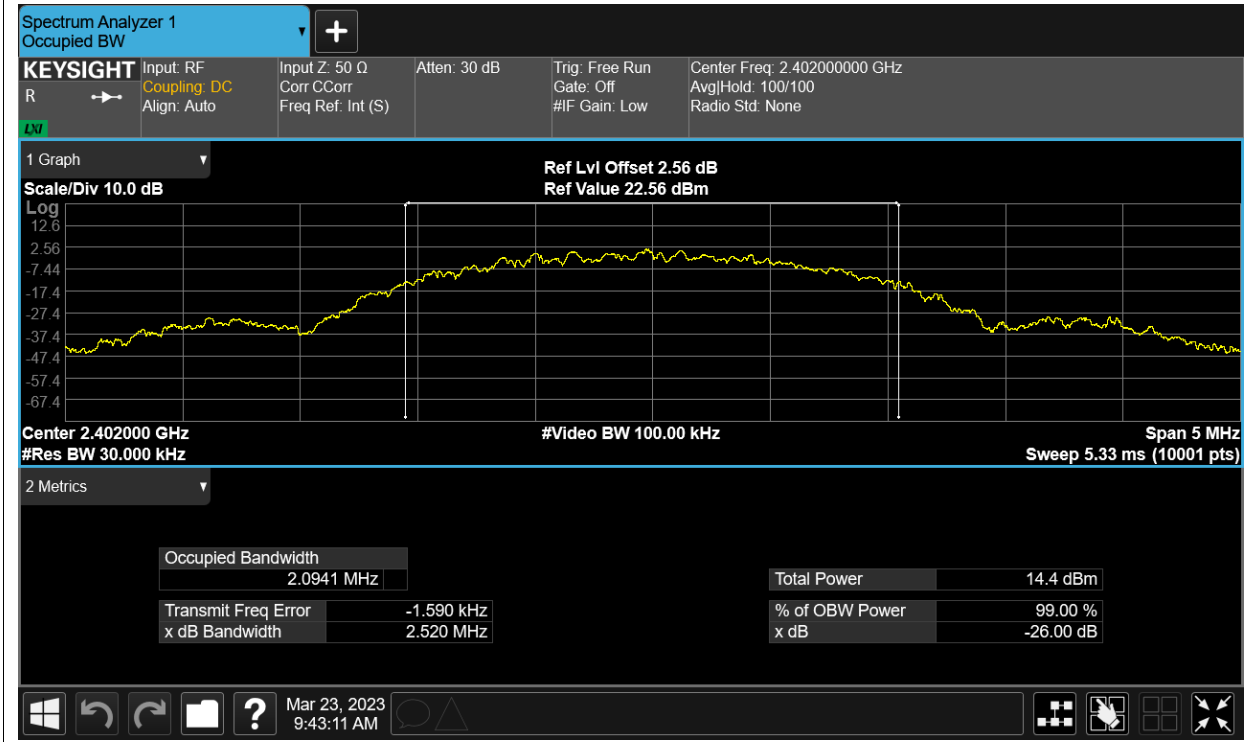 Spectrum Analyzer 1
Occupied BW
KEYSIGHT
R
LXI
Input: RF
Coupling: DC
Align: Auto
Input Z: 50 Ω
Corr CCorr
Freq Ref: Int (S)
Atten: 30 dB
Trig: Free Run
Gate: Off
#IF Gain: Low
Center Freq: 2.402000000 GHz
Avg|Hold: 100/100
Radio Std: None
1 Graph
Scale/Div 10.0 dB
Ref Lvl Offset 2.56 dB
Ref Value 22.56 dBm
Log
12.6
2.56
-7.44
-17.4
-27.4
-37.4
-47.4
-57.4
-67.4
Center 2.402000 GHz
#Res BW 30.000 kHz
#Video BW 100.00 kHz
Span 5 MHz
Sweep 5.33 ms (10001 pts)
2 Metrics
Occupied Bandwidth
2.0941 MHz
Total Power 14.4 dBm
Transmit Freq Error -1.590 kHz
% of OBW Power 99.00 %
x dB Bandwidth 2.520 MHz
x dB -26.00 dB
?
Mar 23, 2023
9:43:11 AM